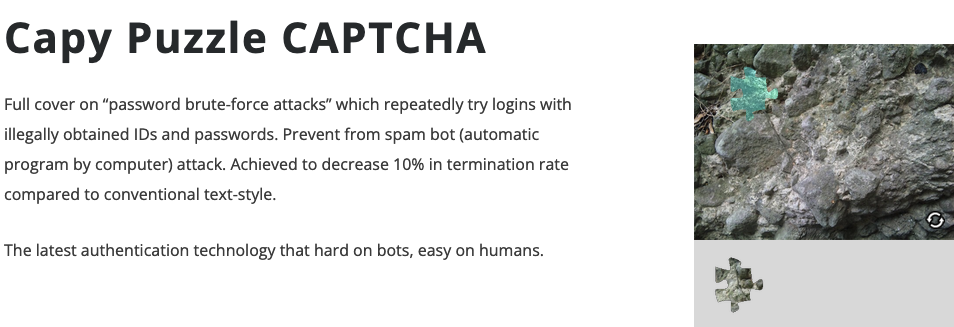 Capy Puzzle CAPTCHA
Full cover on “password brute-force attacks” which repeatedly try logins with
illegally obtained IDs and passwords. Prevent from spam bot (automatic
program by computer) attack. Achieved to decrease 10% in termination rate
compared to conventional text-style.
The latest authentication technology that hard on bots, easy on humans.